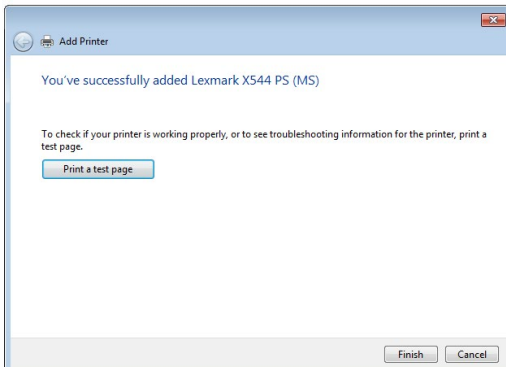 Add Printer
You've successfully added Lexmark X544 PS (MS)
To check if your printer is working properly, or to see troubleshooting information for the printer, print a
test page.
Print a test page
Finish Cancel